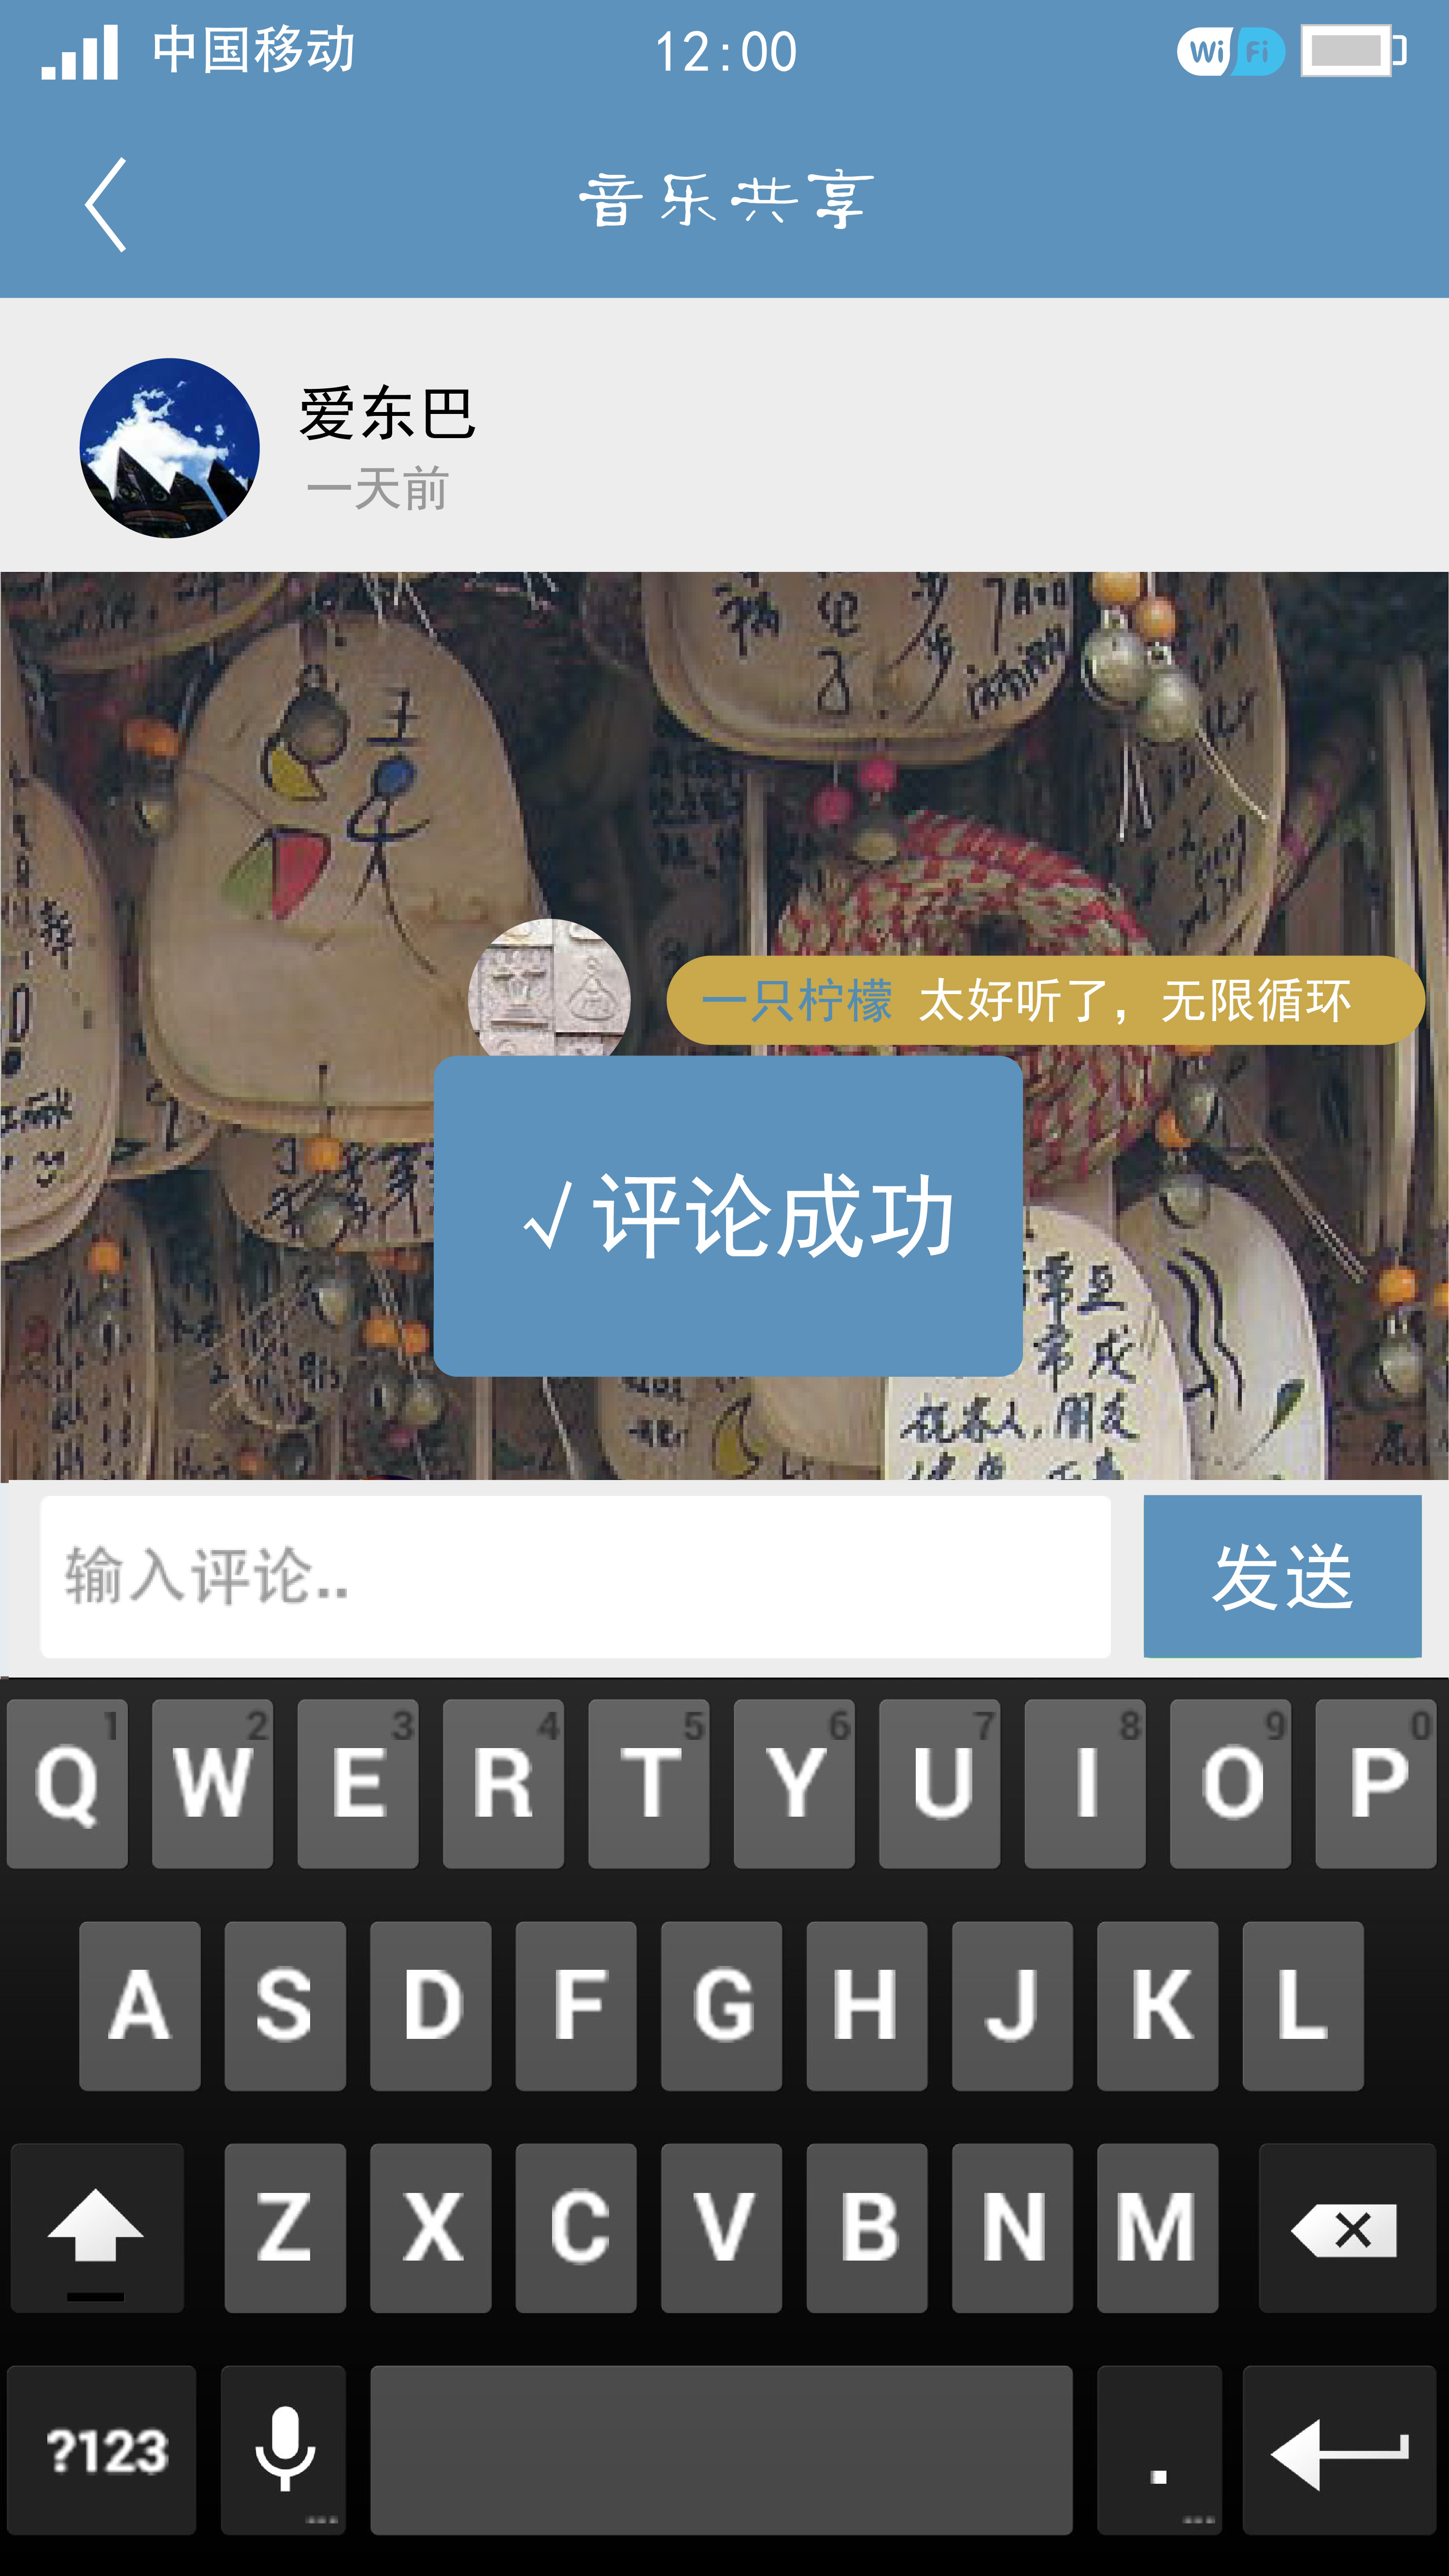 中国移动 12:00 WiFi
音乐共享
爱东巴
一天前
一只柠檬 太好听了，无限循环
√评论成功
输入评论..
发送
1 2 3 4 5 6 7 8 9 0
Q W E R T Y U I O P
A S D F G H J K L
Z X C V B N M
?123 .